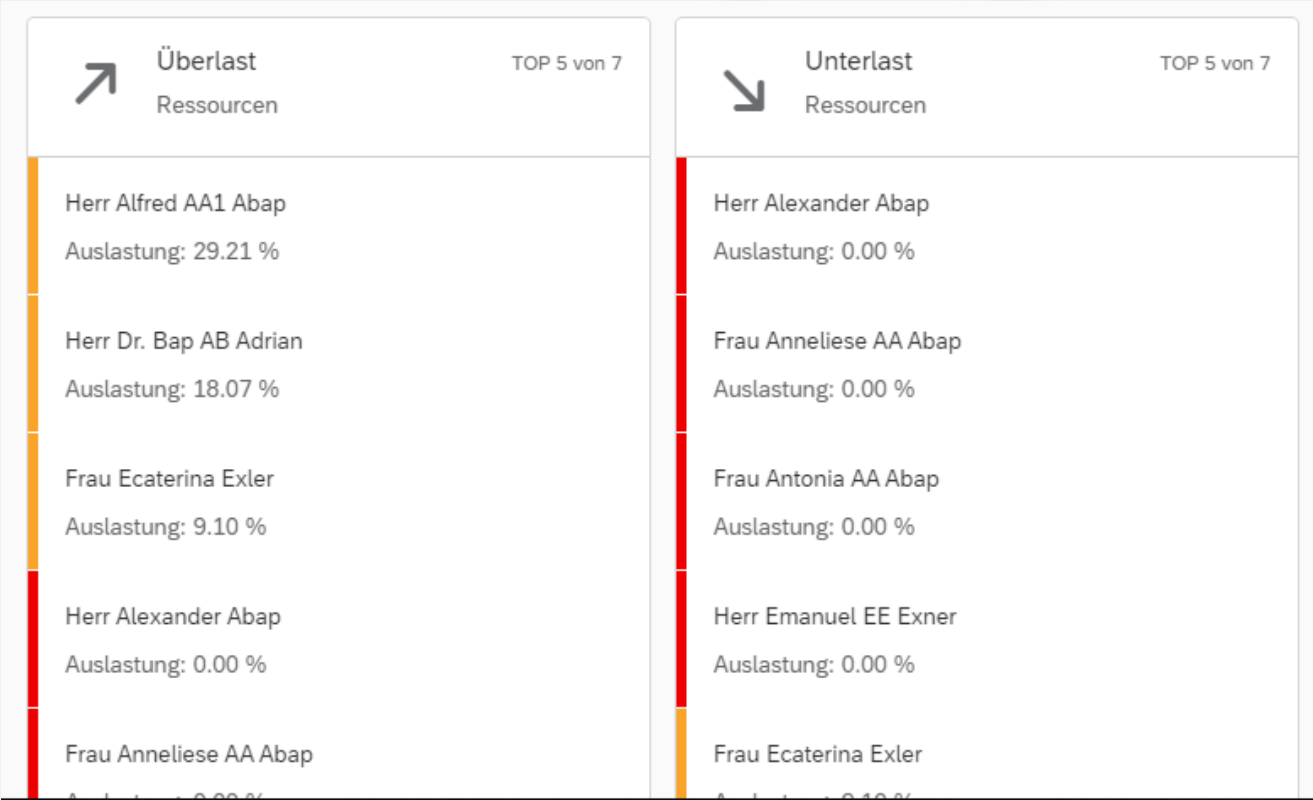 Überlast
TOP 5 von 7
Ressourcen
Herr Alfred AA1 Abap
Auslastung: 29.21 %
Herr Dr. Bap AB Adrian
Auslastung: 18.07 %
Frau Ecaterina Exler
Auslastung: 9.10 %
Herr Alexander Abap
Auslastung: 0.00 %
Frau Anneliese AA Abap
Unterlast
TOP 5 von 7
Ressourcen
Herr Alexander Abap
Auslastung: 0.00 %
Frau Anneliese AA Abap
Auslastung: 0.00 %
Frau Antonia AA Abap
Auslastung: 0.00 %
Herr Emanuel EE Exner
Auslastung: 0.00 %
Frau Ecaterina Exler